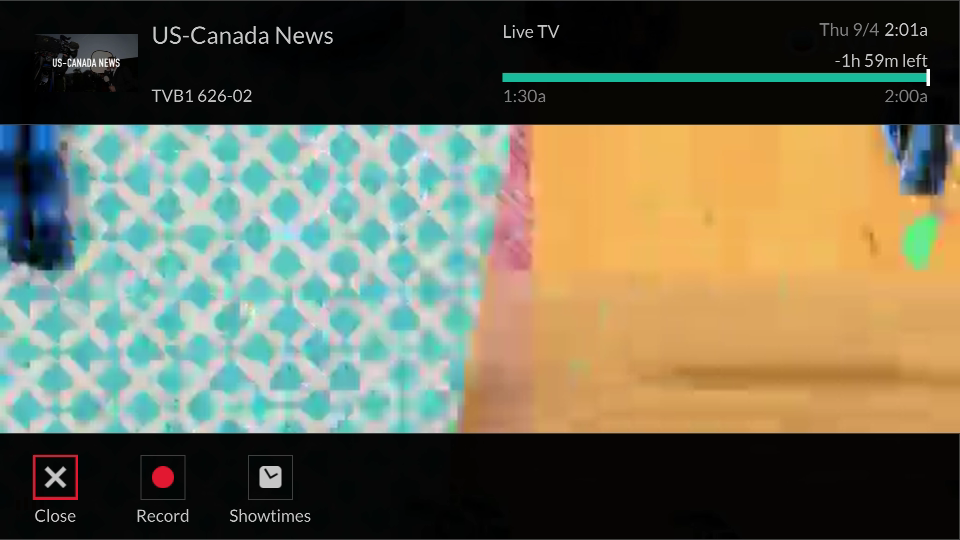 US-CANADA NEWS
US-Canada News
TVB1 626-02
Live TV
Thu 9/4 2:01a
-1h 59m left
1:30a
2:00a
Close
Record
Showtimes